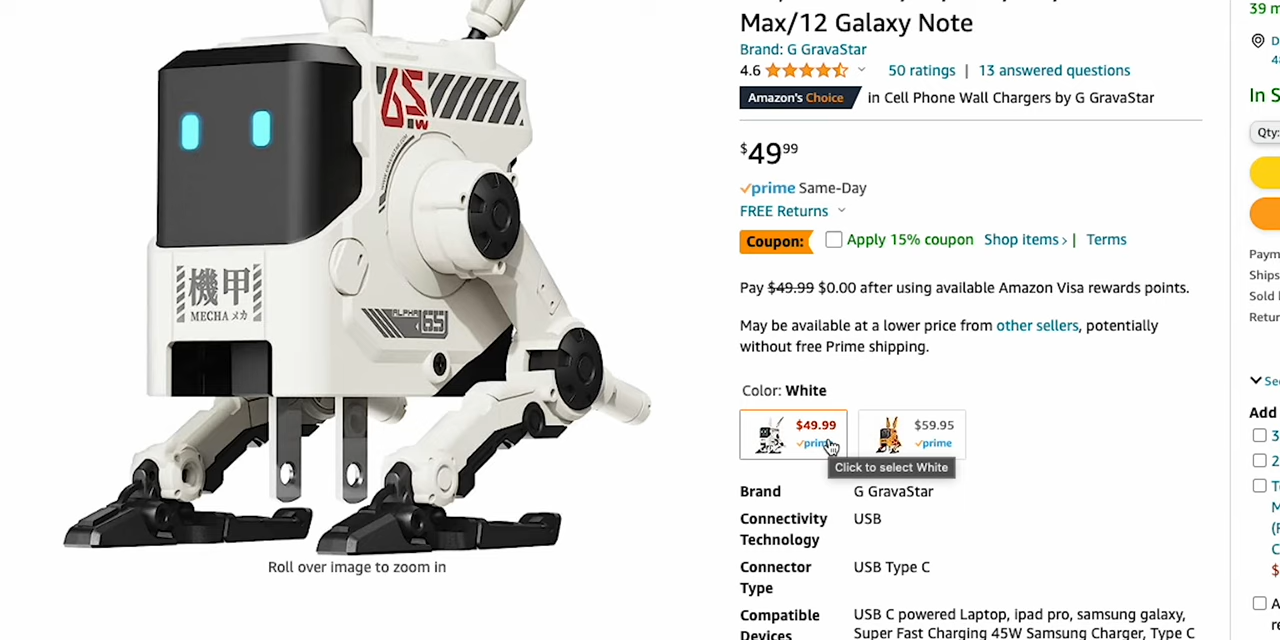 Max/12 Galaxy Note
Brand: G GravaStar
4.6
50 ratings | 13 answered questions
Amazon's Choice in Cell Phone Wall Chargers by G GravaStar
$49.99
prime Same-Day
FREE Returns
Coupon: Apply 15% coupon Shop items › | Terms
Pay $49.99 $0.00 after using available Amazon Visa rewards points.
May be available at a lower price from other sellers, potentially
without free Prime shipping.
Color: White
$49.99
prime
$59.95
prime
Click to select White
Brand G GravaStar
Connectivity Technology USB
Connector Type USB Type C
Compatible Devices USB C powered Laptop, ipad pro, samsung galaxy,
Super Fast Charging 45W Samsung Charger, Type C
65W
機甲
MECHA メカ
ALPHA 65
Roll over image to zoom in
39 m
In S
Qty:
Paym
Ships
Sold
Retur
Add